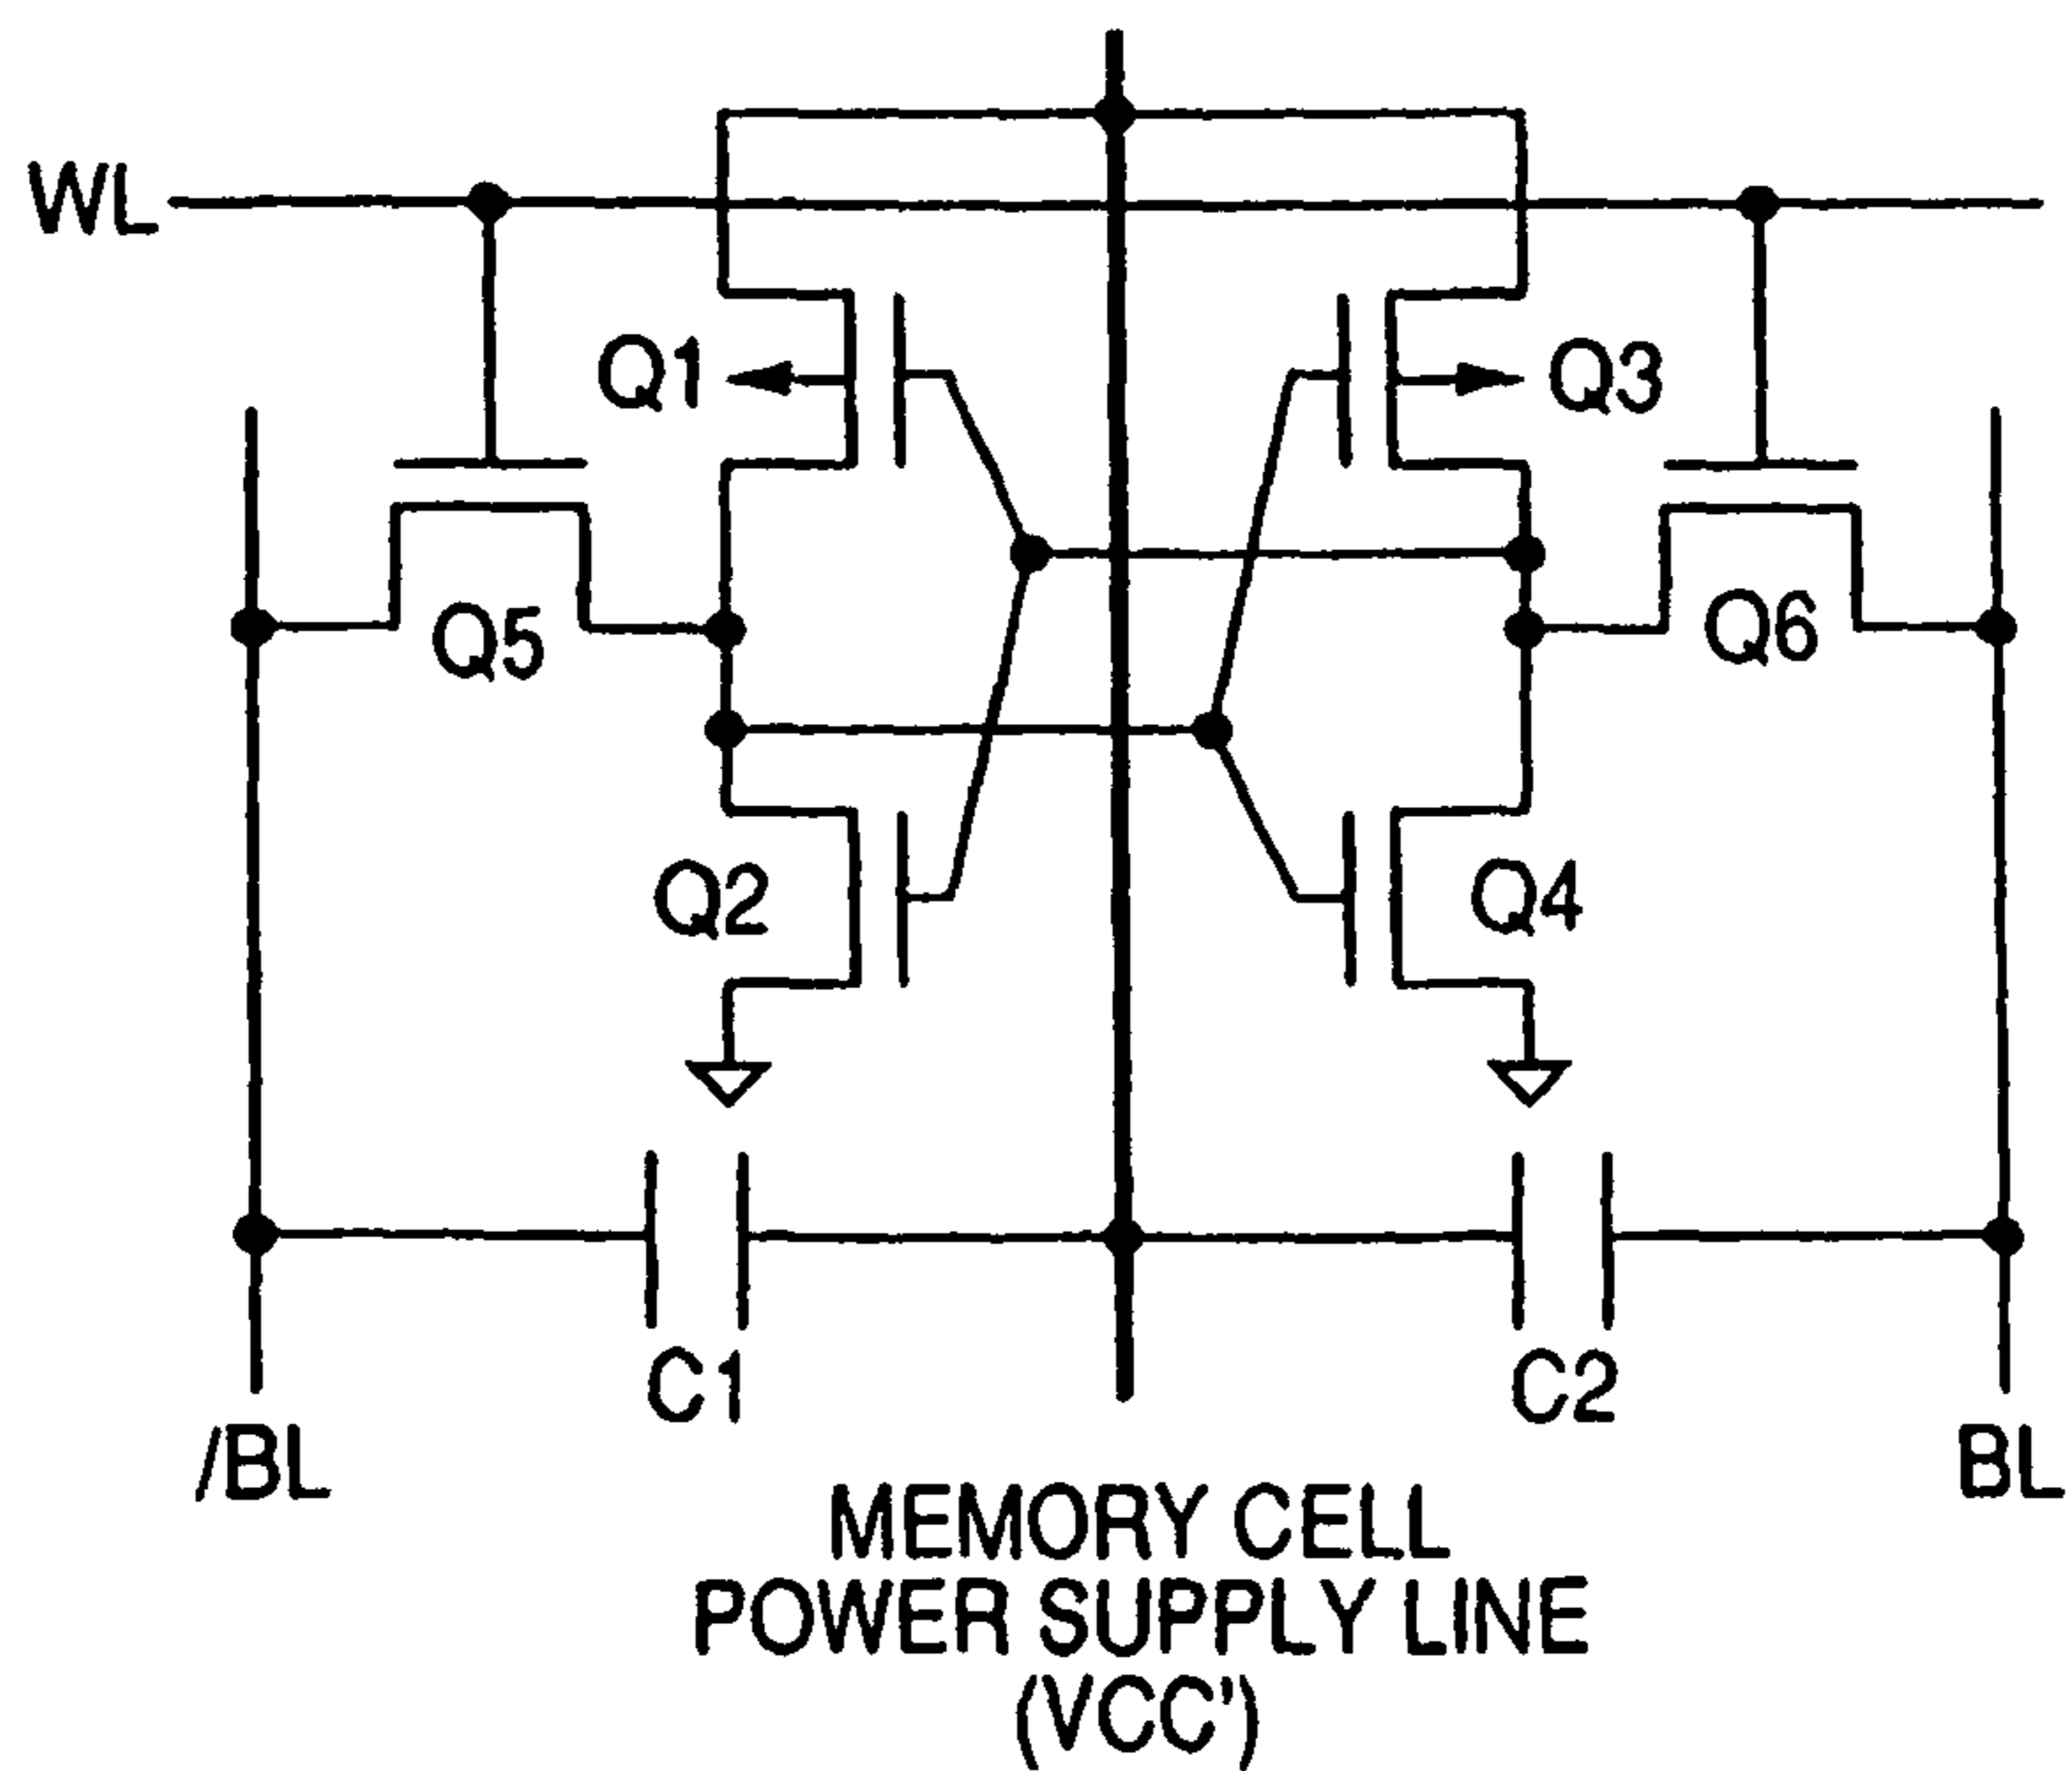 WL
Q1
Q3
Q5
Q6
Q2
Q4
C1
C2
/BL
BL
MEMORY CELL
POWER SUPPLY LINE
(VCC')